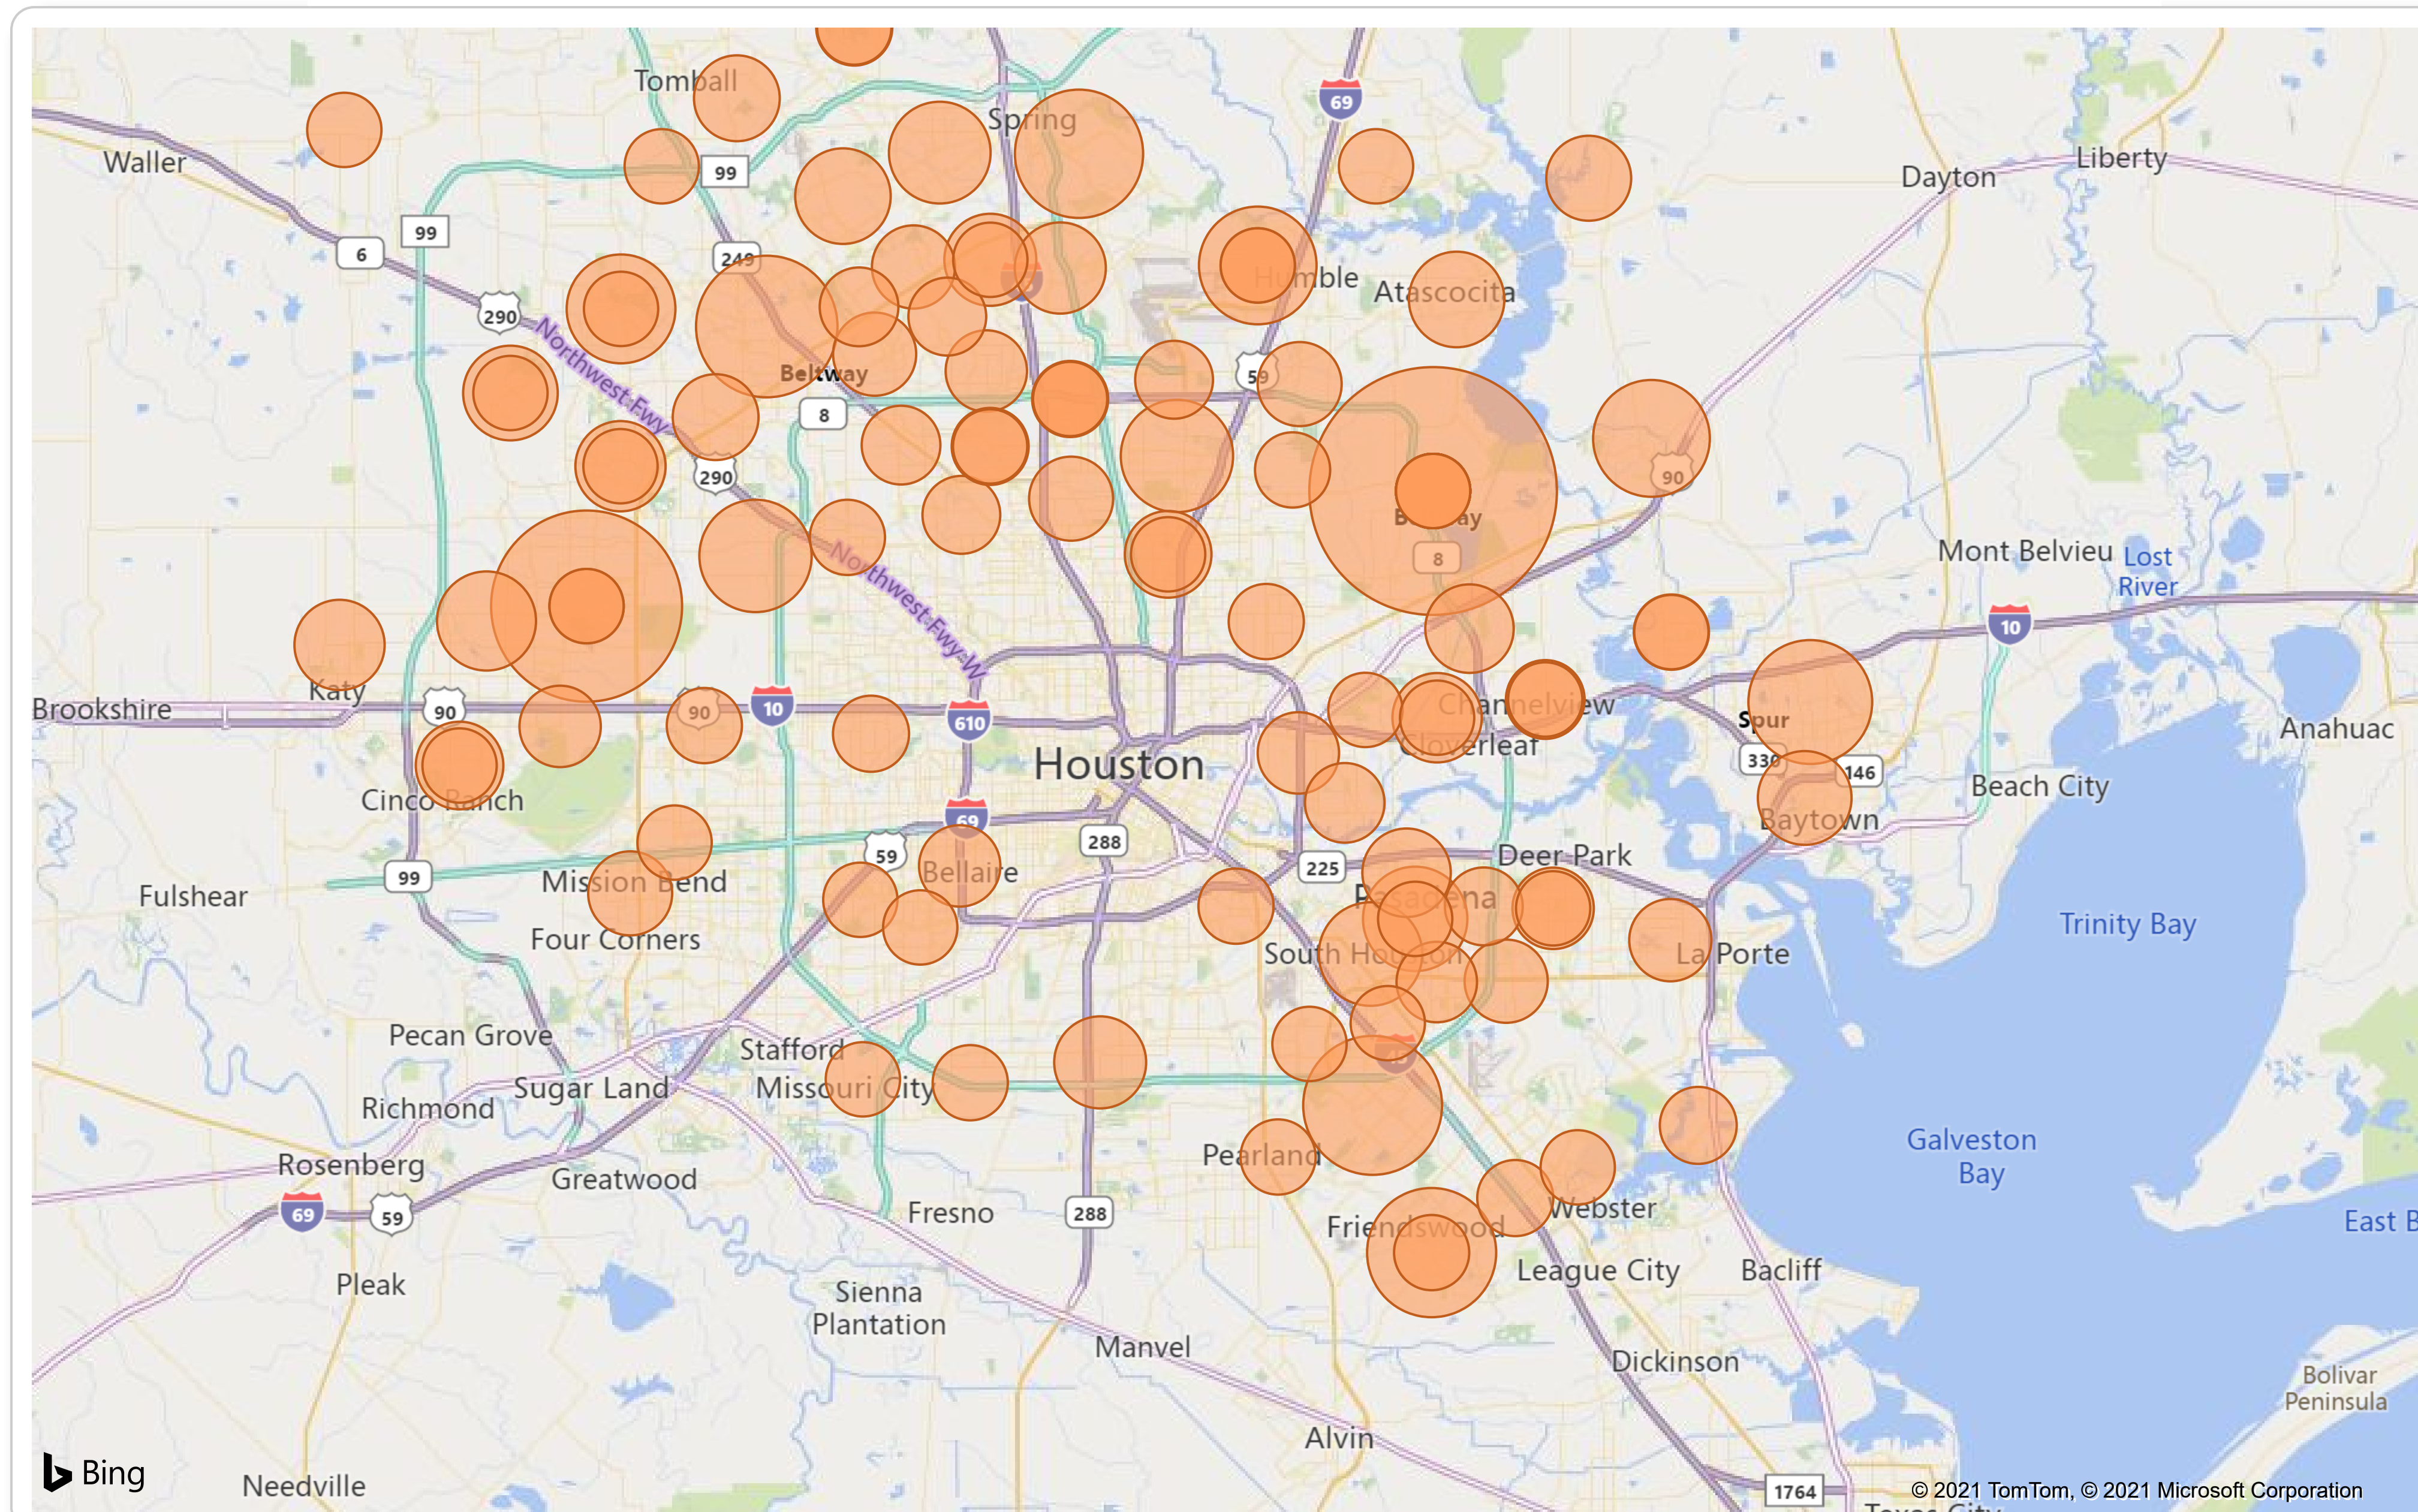 Tomball
Spring
69
Waller
99
Liberty
Dayton
99
6
249
Humble
Atascocita
290
Northwest Fwy
Beltway
8
59
290
90
Beltway
8
Northwest Fwy W
Mont Belvieu
Lost
River
10
Katy
Brookshire
90
90
10
610
Channelview
Cloverleaf
Spur
330
146
Anahuac
Houston
Cinco Ranch
Beach City
69
Baytown
288
59
225
Deer Park
Bellaire
99
Mission Bend
Fulshear
Pasadena
Trinity Bay
Four Corners
South Houston
La Porte
Pecan Grove
Stafford
Sugar Land
Missouri City
Richmond
Galveston
Bay
Pearland
Rosenberg
Greatwood
69
59
Fresno
288
Webster
Friendswood
East B
Pleak
League City
Bacliff
Sienna
Plantation
Manvel
Dickinson
Bolivar
Peninsula
Alvin
Bing
Needville
1764
© 2021 TomTom, © 2021 Microsoft Corporation
Texas City